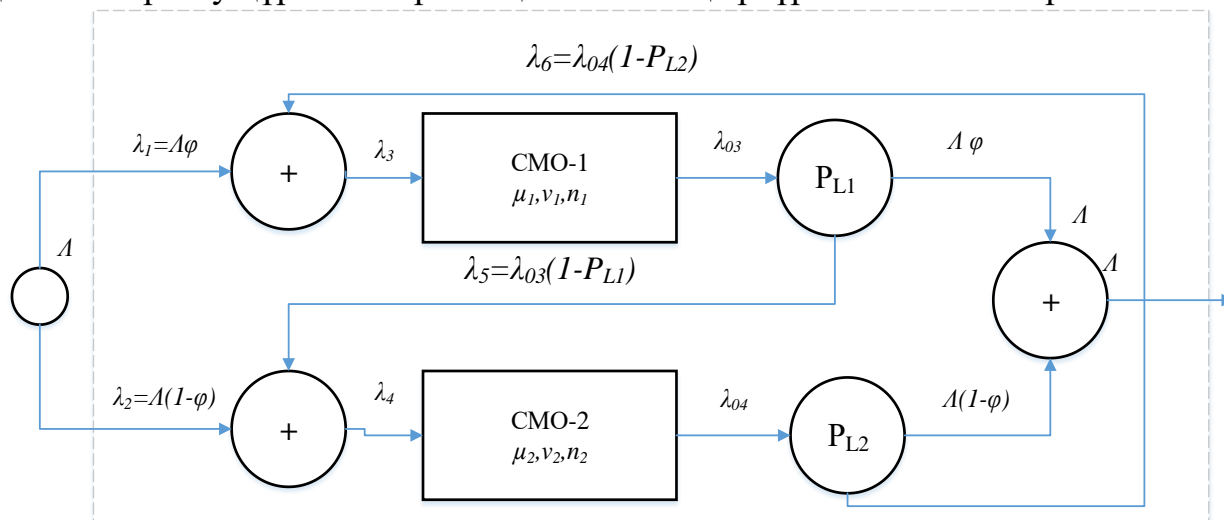 λ6=λ04(1-PL2)
λ1=Λφ
+
λ3
СМО-1
μ1,ν1,n1
λ03
PL1
Λ φ
Λ
Λ
λ5=λ03(1-PL1)
Λ
+
λ2=Λ(1-φ)
+
λ4
СМО-2
μ2,ν2,n2
λ04
PL2
Λ(1-φ)